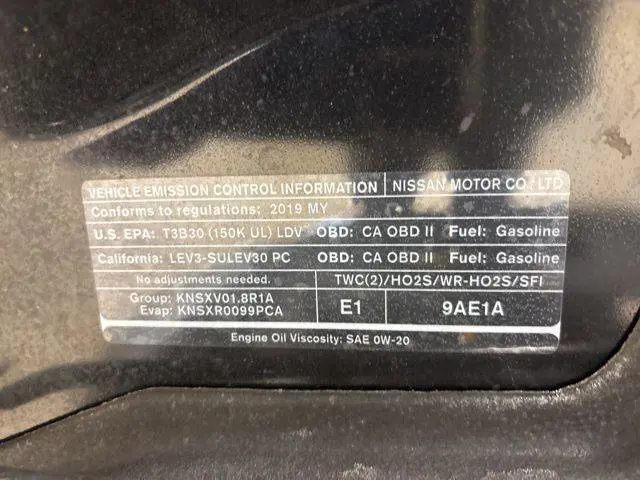 VEHICLE EMISSION CONTROL INFORMATION NISSAN MOTOR CO., LTD
Conforms to regulations: 2019 MY
U.S. EPA: T3B30 (150K UL) LDV OBD: CA OBD II Fuel: Gasoline
California: LEV3-SULEV30 PC OBD: CA OBD II Fuel: Gasoline
No adjustments needed. TWC(2)/HO2S/WR-HO2S/SFI
Group: KNSXV01.8R1A
Evap: KNSXR0099PCA
E1 9AE1A
Engine Oil Viscosity: SAE 0W-20